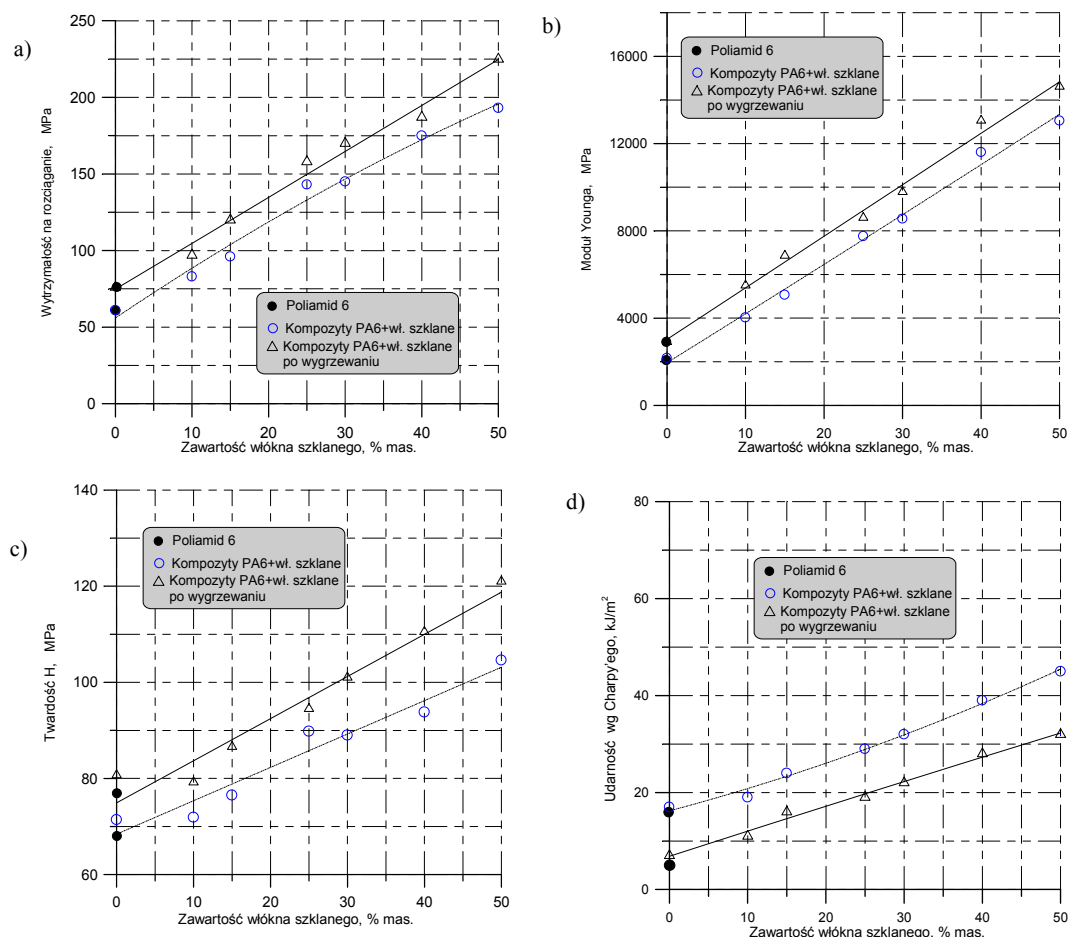 a)
250
200
150
100
50
0
Wytrzymałość na rozciąganie, MPa
Poliamid 6
Kompozyty PA6+wł. szklane
Kompozyty PA6+wł. szklane
po wygrzewaniu
0 10 20 30 40 50
Zawartość włókna szklanego, % mas.
b)
16000
12000
8000
4000
0
Moduł Younga, MPa
Poliamid 6
Kompozyty PA6+wł. szklane
Kompozyty PA6+wł. szklane
po wygrzewaniu
0 10 20 30 40 50
Zawartość włókna szklanego, % mas.
c)
140
120
100
80
60
Twardość H, MPa
Poliamid 6
Kompozyty PA6+wł. szklane
Kompozyty PA6+wł. szklane
po wygrzewaniu
0 10 20 30 40 50
Zawartość włókna szklanego, % mas.
d)
80
60
40
20
0
Udarność wg Charpy'ego, kJ/m²
Poliamid 6
Kompozyty PA6+wł. szklane
Kompozyty PA6+wł. szklane
po wygrzewaniu
0 10 20 30 40 50
Zawartość włókna szklanego, % mas.